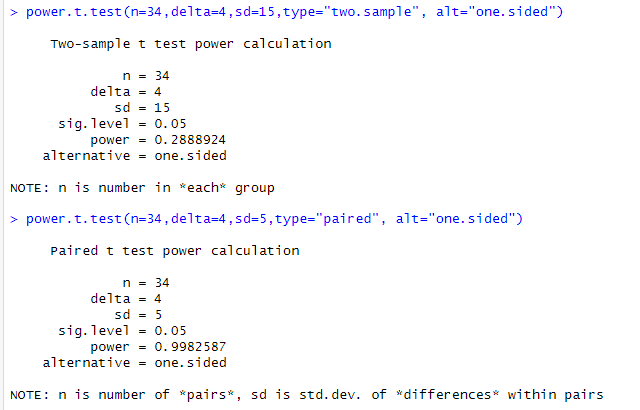 > power.t.test(n=34,delta=4,sd=15,type="two.sample", alt="one.sided")
Two-sample t test power calculation
n = 34
delta = 4
sd = 15
sig.level = 0.05
power = 0.2888924
alternative = one.sided
NOTE: n is number in *each* group
> power.t.test(n=34,delta=4,sd=5,type="paired", alt="one.sided")
Paired t test power calculation
n = 34
delta = 4
sd = 5
sig.level = 0.05
power = 0.9982587
alternative = one.sided
NOTE: n is number of *pairs*, sd is std.dev. of *differences* within pairs